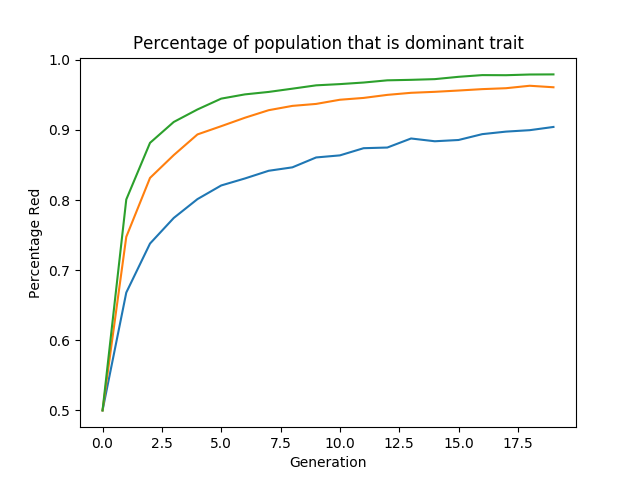 Percentage of population that is dominant trait
1.0
0.9
0.8
0.7
0.6
0.5
Percentage Red
0.0 2.5 5.0 7.5 10.0 12.5 15.0 17.5
Generation